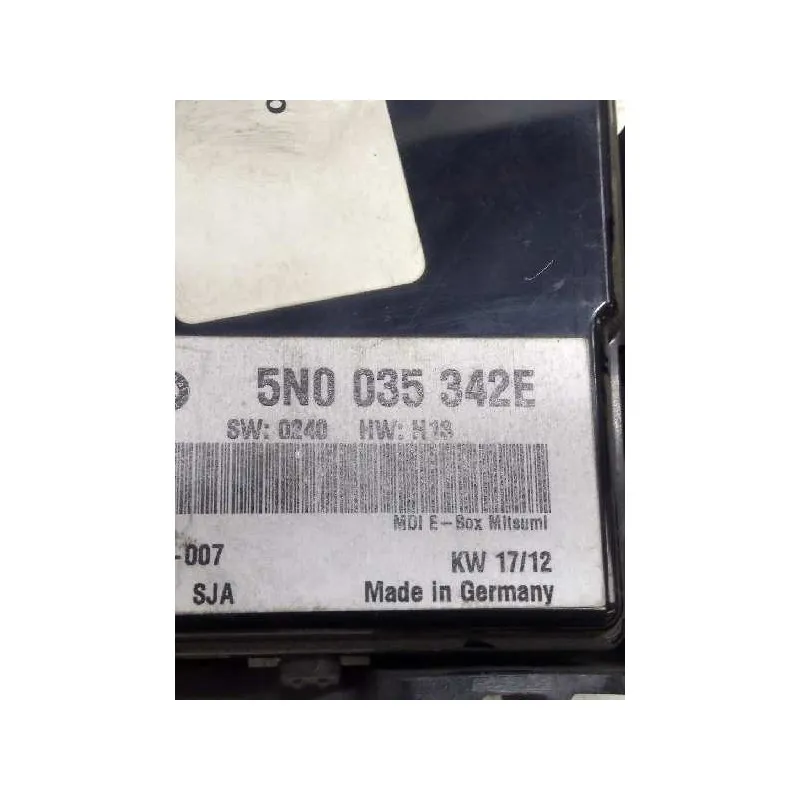 5N0 035 342E
SW: 0240 HW: H13
MDI E-Box Mitsumi
-007
KW 17/12
SJA
Made in Germany